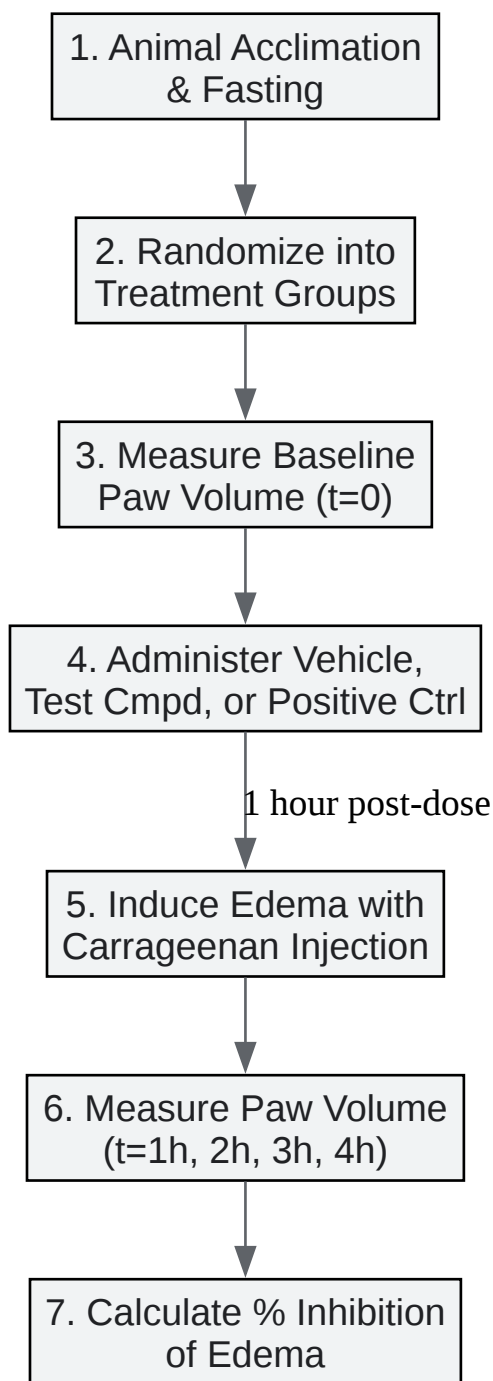 1. Animal Acclimation
& Fasting
2. Randomize into
Treatment Groups
3. Measure Baseline
Paw Volume (t=0)
4. Administer Vehicle,
Test Cmpd, or Positive Ctrl
1 hour post-dose
5. Induce Edema with
Carrageenan Injection
6. Measure Paw Volume
(t=1h, 2h, 3h, 4h)
7. Calculate % Inhibition
of Edema